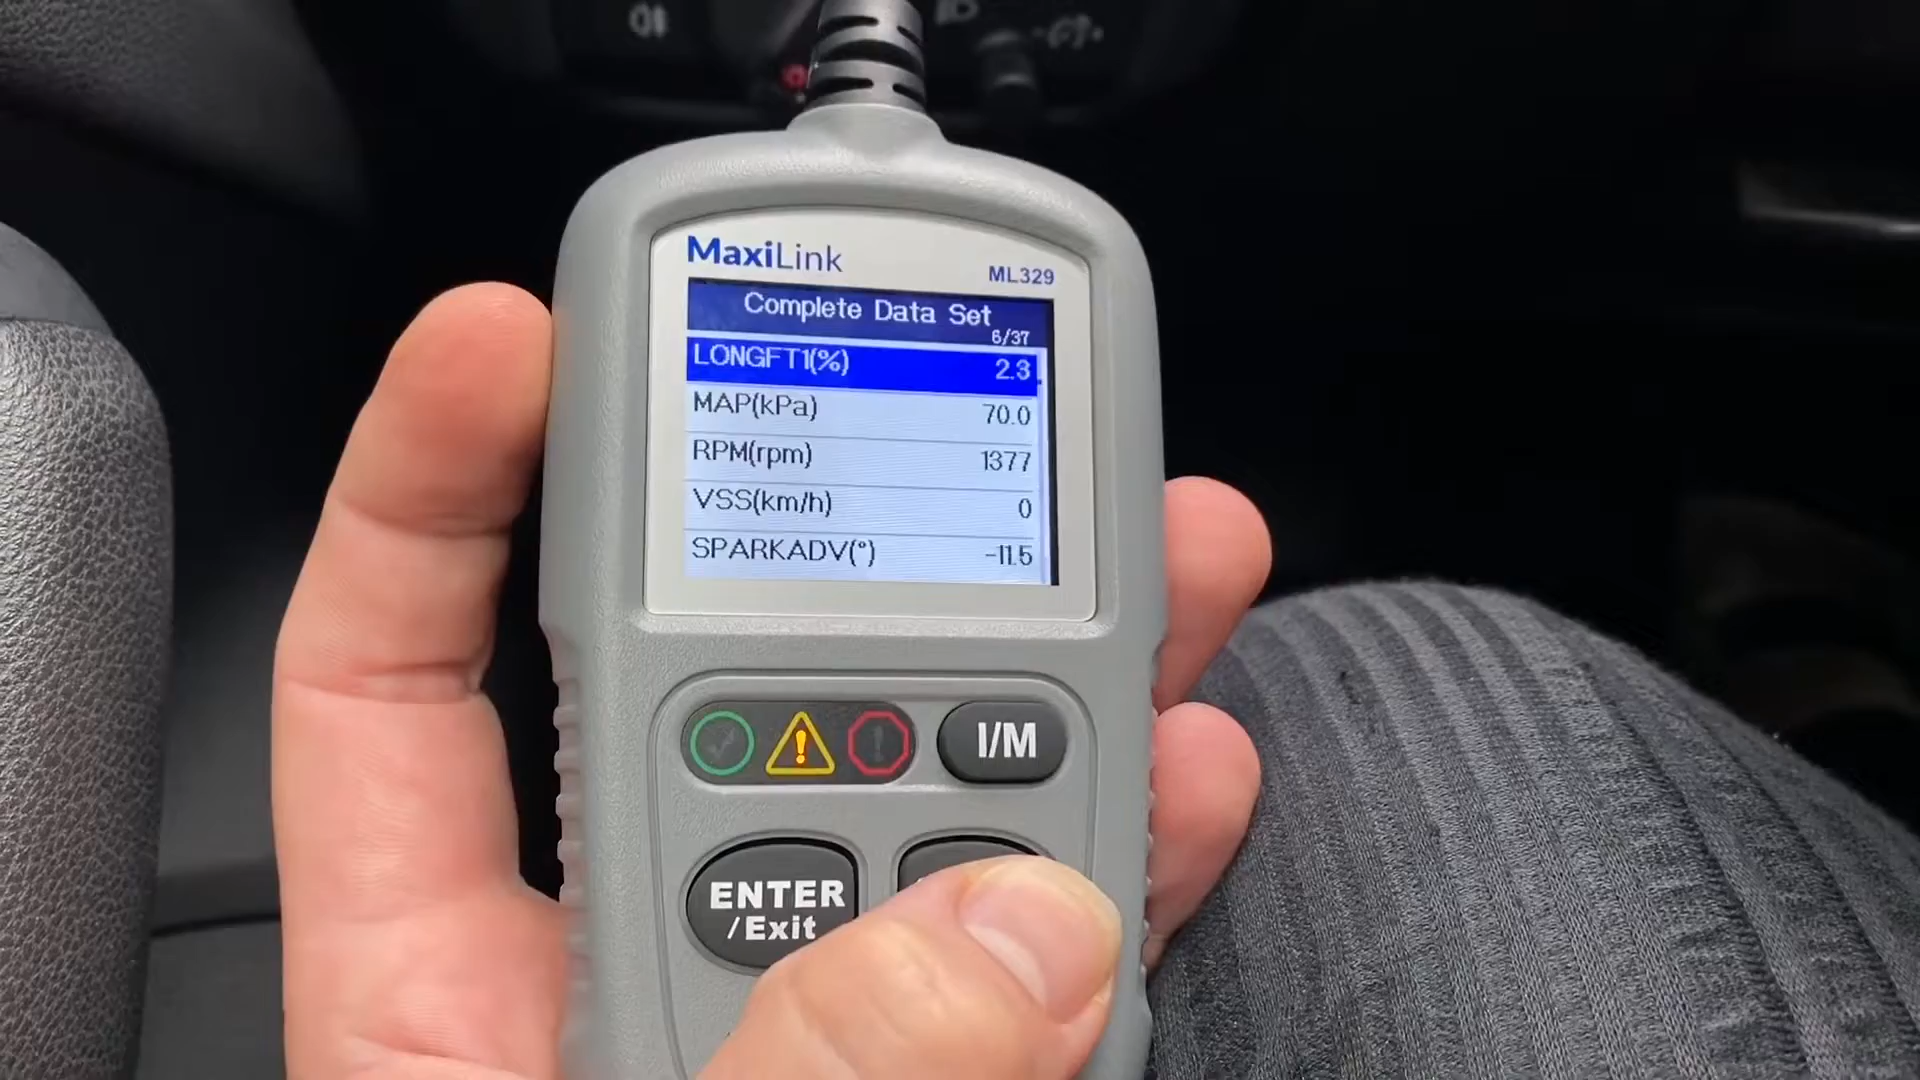 MaxiLink
ML329
Complete Data Set
6/37
LONGFT1(%) 2.3
MAP(kPa) 70.0
RPM(rpm) 1377
VSS(km/h) 0
SPARKADV(°) -11.5
I/M
ENTER
/Exit